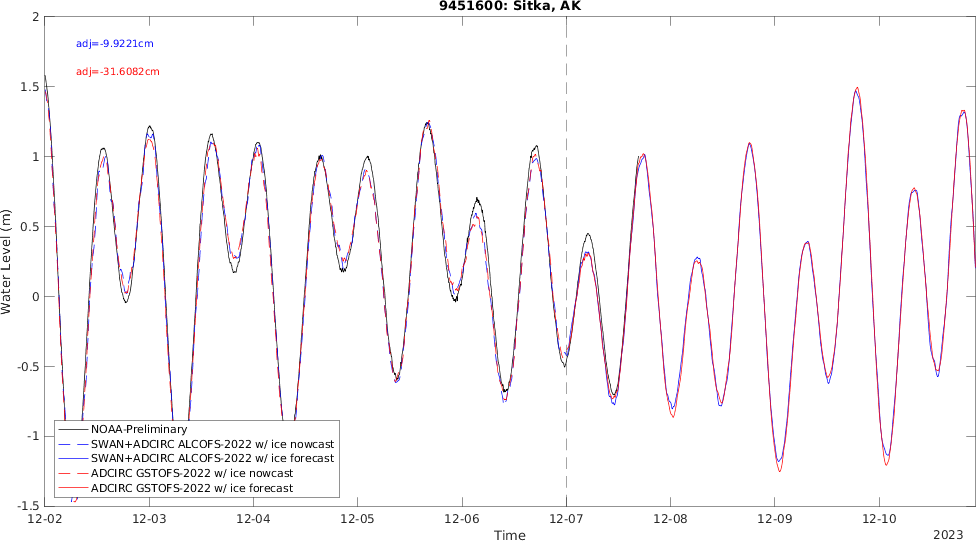 9451600: Sitka, AK
adj=-9.9221cm
adj=-31.6082cm
Water Level (m)
2
1.5
1
0.5
0
-0.5
-1
-1.5
NOAA-Preliminary
SWAN+ADCIRC ALCOFS-2022 w/ ice nowcast
SWAN+ADCIRC ALCOFS-2022 w/ ice forecast
ADCIRC GSTOFS-2022 w/ ice nowcast
ADCIRC GSTOFS-2022 w/ ice forecast
12-02 12-03 12-04 12-05 12-06 12-07 12-08 12-09 12-10
Time
2023